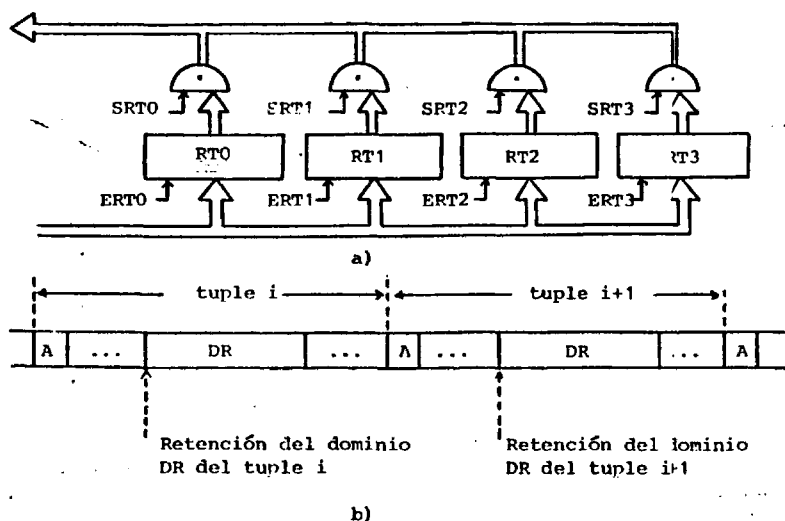 SRT0 SRT1 SRT2 SRT3
RT0 RT1 RT2 RT3
ERT0 ERT1 ERT2 ERT3
a)
tuple i tuple i+1
A ... DR ... A ... DR ... A
Retención del dominio Retención del dominio
DR del tuple i DR del tuple i+1
b)